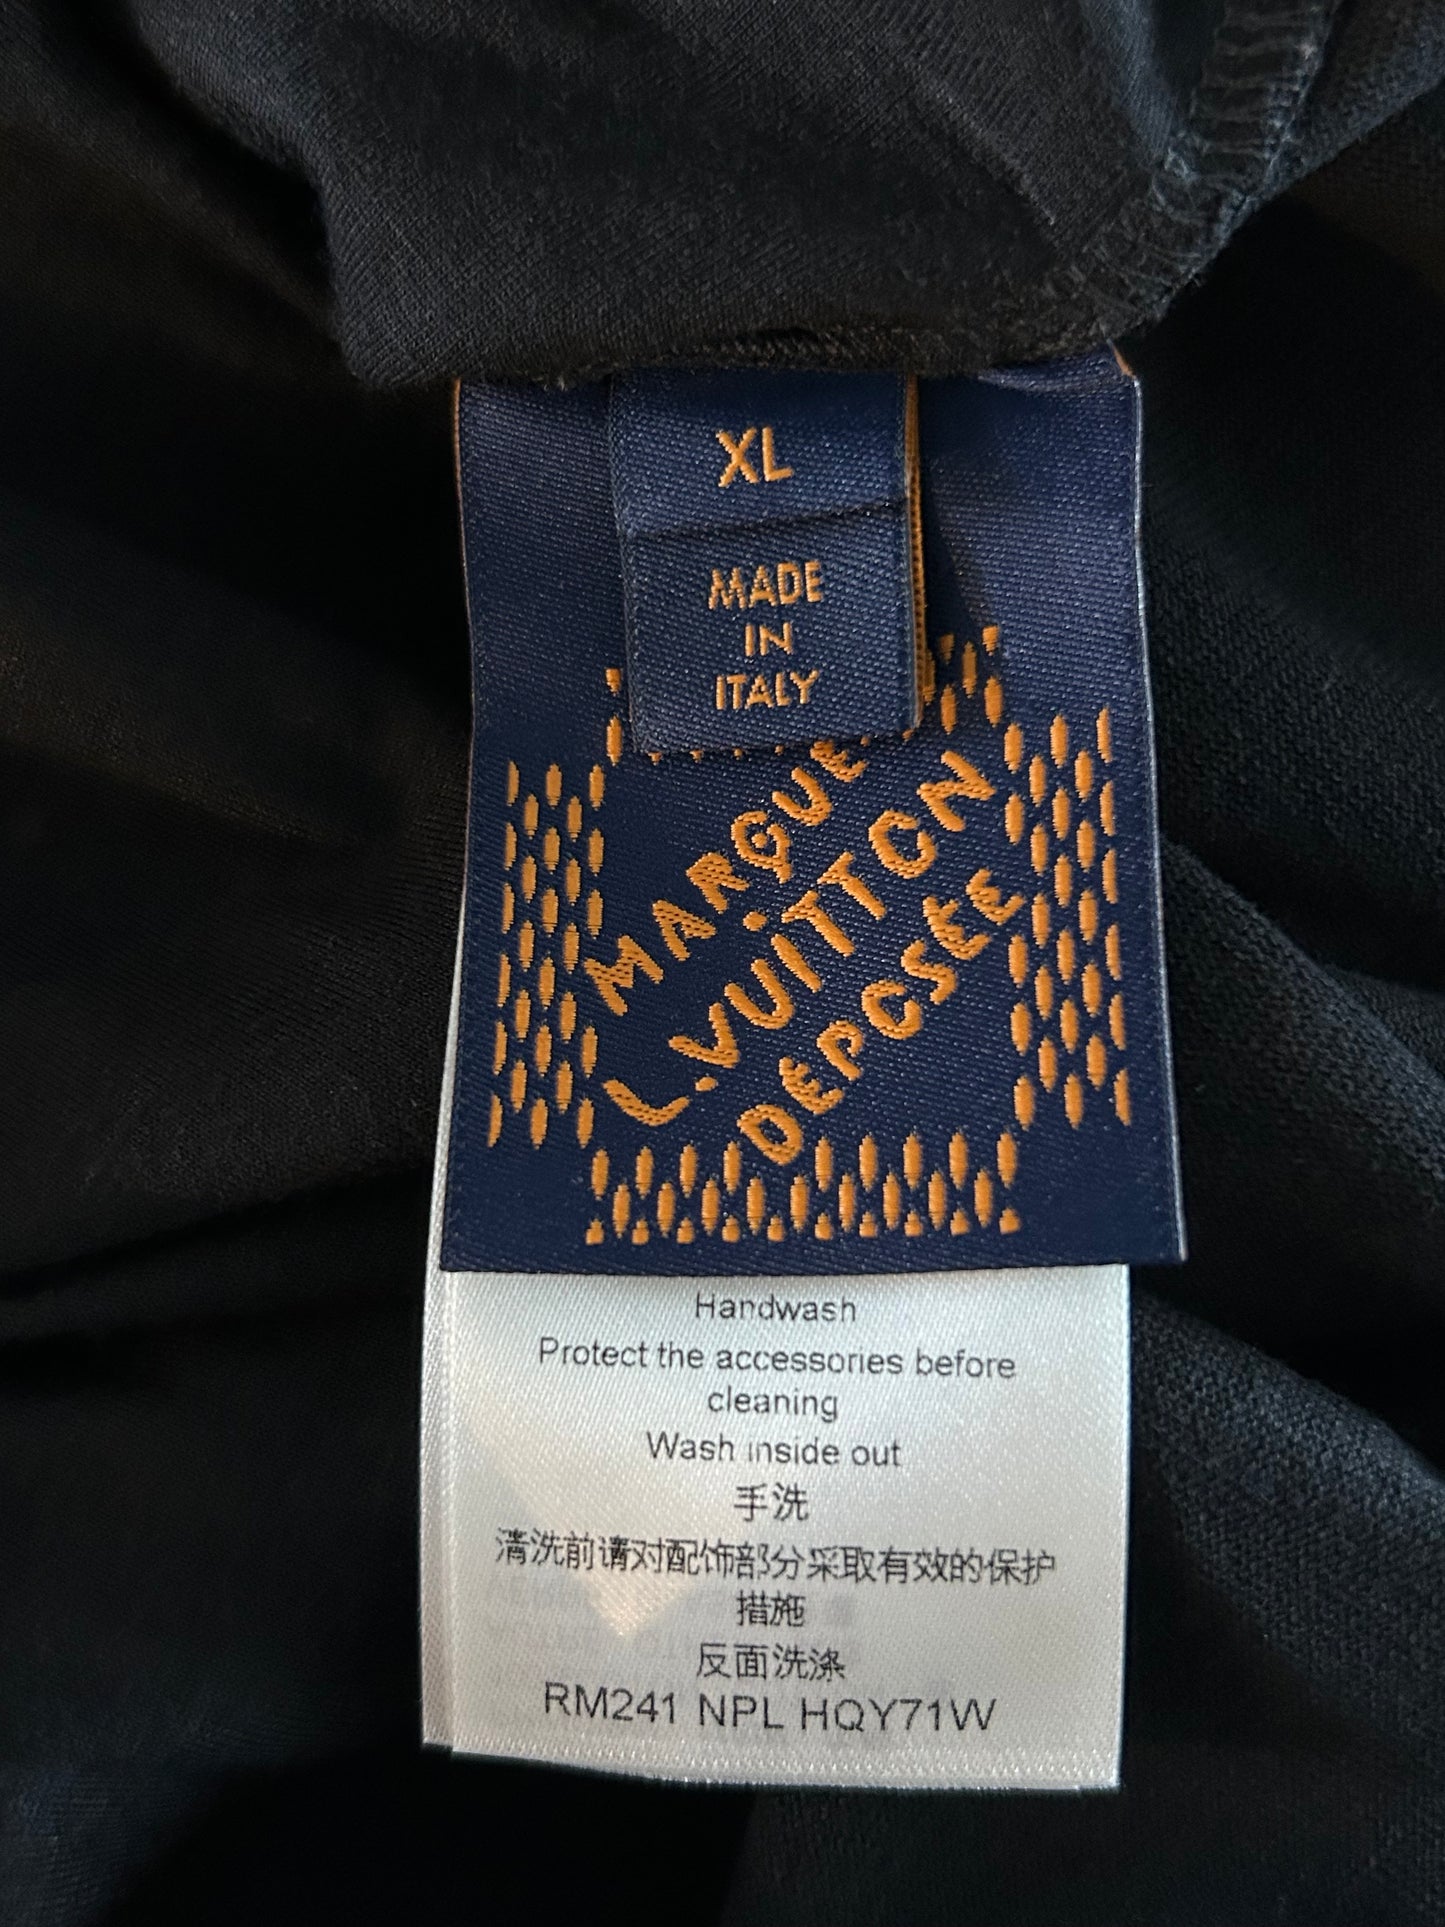 XL
MADE
IN
ITALY
MARQUE
L.VUITTON
DÉPOSÉE
Handwash
Protect the accessories before
cleaning
Wash inside out
手洗
清洗前请对配饰部分采取有效的保护
措施
反面洗涤
RM241 NPL HQY71W